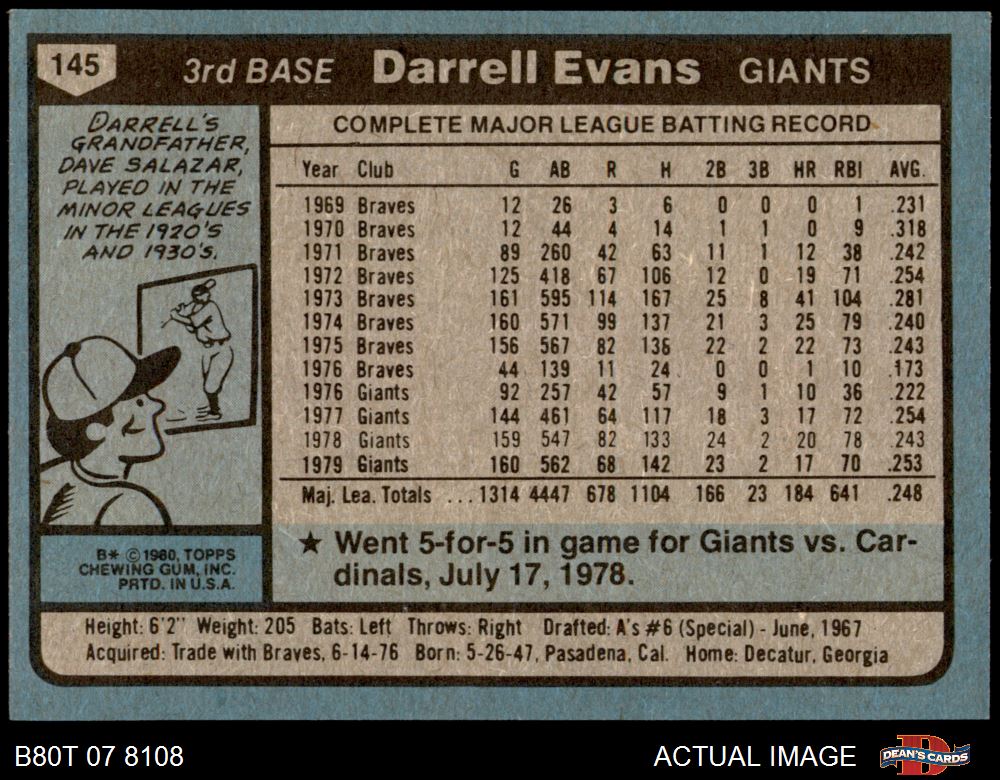 145 3rd BASE Darrell Evans GIANTS
DARRELL'S
GRANDFATHER,
DAVE SALAZAR,
PLAYED IN THE
MINOR LEAGUES
IN THE 1920'S
AND 1930'S.
COMPLETE MAJOR LEAGUE BATTING RECORD
Year Club G AB R H 2B 3B HR RBI AVG.
1969 Braves 12 26 3 6 0 0 0 1 .231
1970 Braves 12 44 4 14 1 1 0 9 .318
1971 Braves 89 260 42 63 11 1 12 38 .242
1972 Braves 125 418 67 106 12 0 19 71 .254
1973 Braves 161 595 114 167 25 8 41 104 .281
1974 Braves 160 571 99 137 21 3 25 79 .240
1975 Braves 156 567 82 138 22 2 22 73 .243
1976 Braves 44 139 11 24 0 0 1 10 .173
1976 Giants 92 257 42 57 9 1 10 36 .222
1977 Giants 144 461 64 117 18 3 17 72 .254
1978 Giants 159 547 82 133 24 2 20 78 .243
1979 Giants 160 562 68 142 23 2 17 70 .253
Maj. Lea. Totals ... 1314 4447 678 1104 166 23 184 641 .248
★ Went 5-for-5 in game for Giants vs. Car-
dinals, July 17, 1978.
B* © 1980, TOPPS
CHEWING GUM, INC.
PRTD. IN U.S.A.
Height: 6'2" Weight: 205 Bats: Left Throws: Right Drafted: A's #6 (Special) - June, 1967
Acquired: Trade with Braves, 6-14-76 Born: 5-26-47, Pasadena, Cal. Home: Decatur, Georgia
B80T 07 8108 ACTUAL IMAGE DEAN'S CARDS